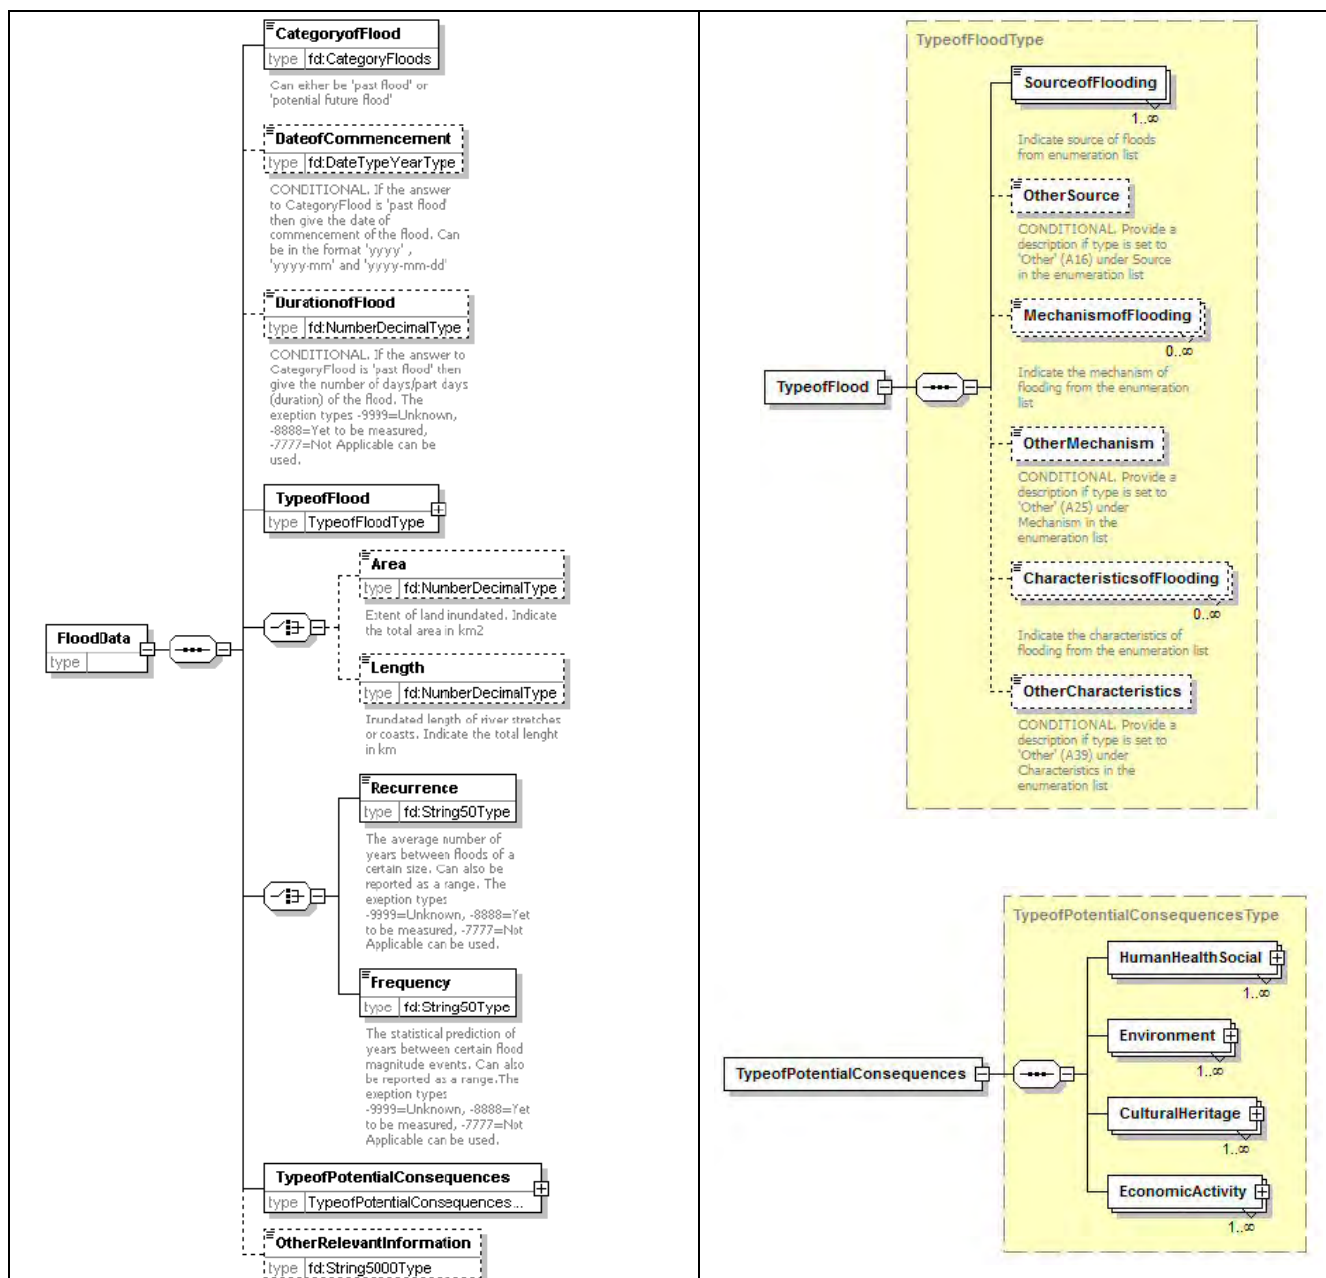 CategoryofFlood
type fd:CategoryFloods
Can either be 'past flood' or
'potential future flood'
DateofCommencement
type fd:DateTypeYearType
CONDITIONAL. If the answer
to CategoryFlood is 'past flood'
then give the date of
commencement of the flood. Can
be in the format 'yyyy' ,
'yyyy-mm' and 'yyyy-mm-dd'
DurationofFlood
type fd:NumberDecimalType
CONDITIONAL. If the answer to
CategoryFlood is 'past flood' then
give the number of days/part days
(duration) of the flood. The
exeption types -9999=Unknown,
-8888=Yet to be measured,
-7777=Not Applicable can be
used.
TypeofFlood
type TypeofFloodType
Area
type fd:NumberDecimalType
Extent of land inundated. Indicate
the total area in km2
FloodData
type
Length
type fd:NumberDecimalType
Inundated length of river stretches
or coasts. Indicate the total lenght
in km
Recurrence
type fd:String50Type
The average number of
years between floods of a
certain size. Can also be
reported as a range. The
exeption types
-9999=Unknown, -8888=Yet
to be measured, -7777=Not
Applicable can be used.
Frequency
type fd:String50Type
The statistical prediction of
years between certain flood
magnitude events. Can also
be reported as a range.The
exeption types
-9999=Unknown, -8888=Yet
to be measured, -7777=Not
Applicable can be used.
TypeofPotentialConsequences
type TypeofPotentialConsequences...
OtherRelevantInformation
type fd:String5000Type
TypeofFloodType
SourceofFlooding
1..∞
Indicate source of floods
from enumeration list
OtherSource
CONDITIONAL. Provide a
description if type is set to
'Other' (A16) under Source
in the enumeration list
MechanismofFlooding
0..∞
Indicate the mechanism of
flooding from the enumeration
list
TypeofFlood
OtherMechanism
CONDITIONAL. Provide a
description if type is set to
'Other' (A25) under
Mechanism in the
enumeration list
CharacteristicsofFlooding
0..∞
Indicate the characteristics of
flooding from the enumeration list
OtherCharacteristics
CONDITIONAL. Provide a
description if type is set to
'Other' (A39) under
Characteristics in the
enumeration list
TypeofPotentialConsequencesType
HumanHealthSocial
1..∞
Environment
1..∞
TypeofPotentialConsequences
CulturalHeritage
1..∞
EconomicActivity
1..∞